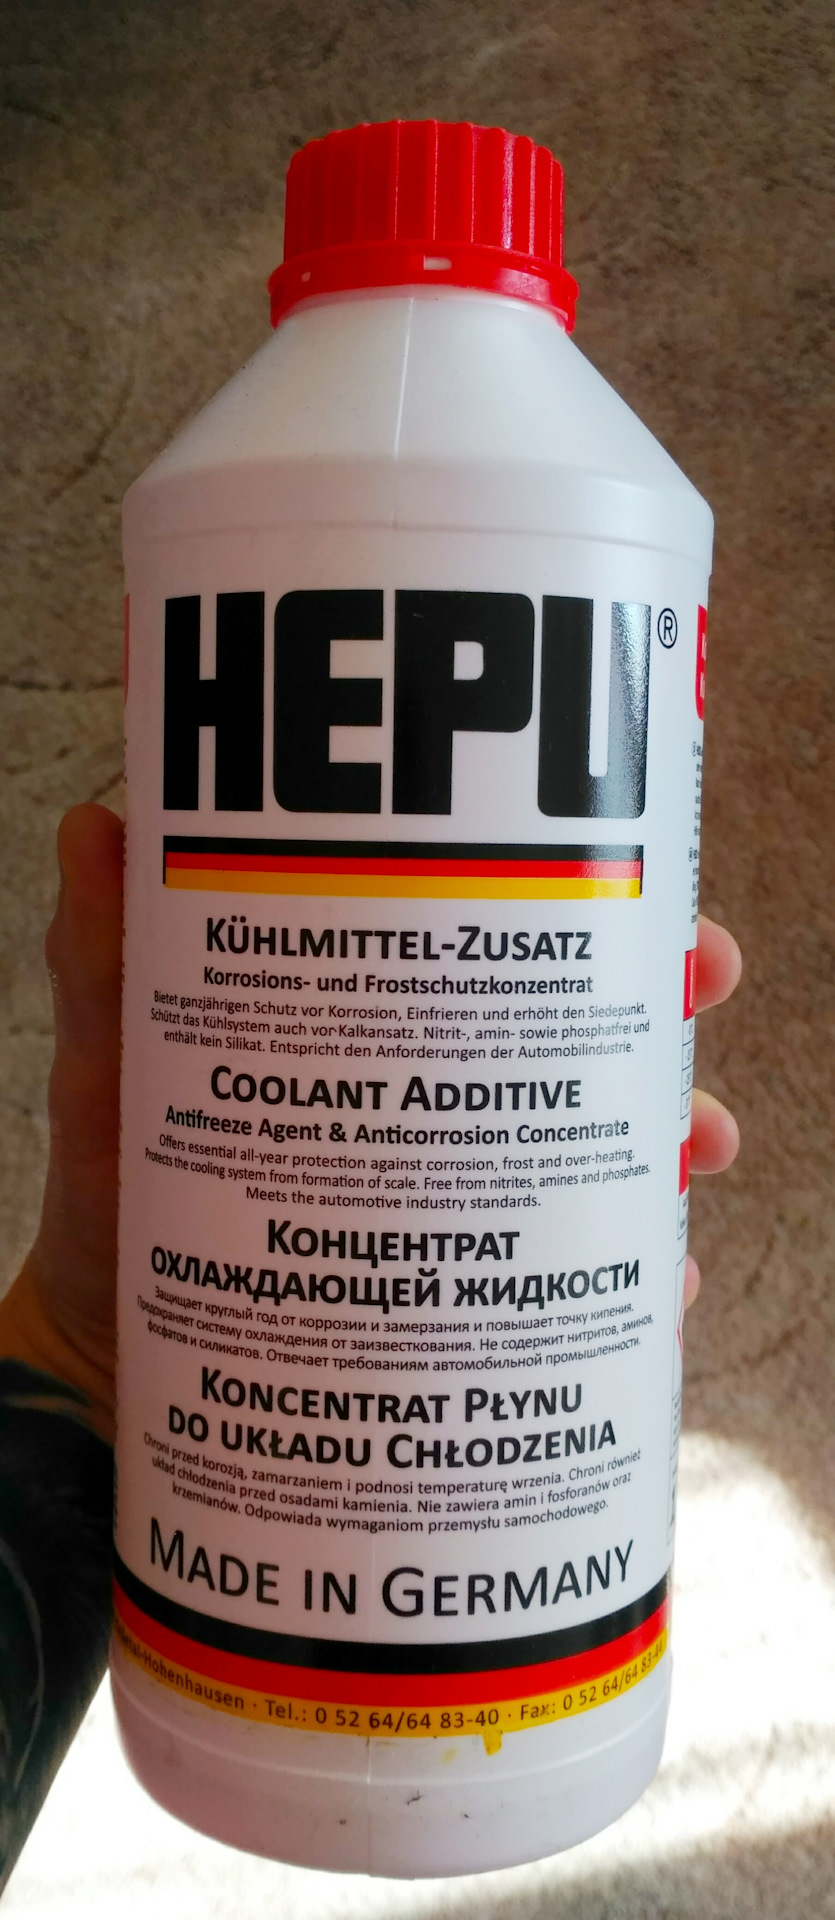 HEPU®
KÜHLMITTEL-ZUSATZ
Korrosions- und Frostschutzkonzentrat
Bietet ganzjährigen Schutz vor Korrosion, Einfrieren und erhöht den Siedepunkt.
Schützt das Kühlsystem auch vor Kalkansatz. Nitrit-, amin- sowie phosphatfrei und
enthält kein Silikat. Entspricht den Anforderungen der Automobilindustrie.
COOLANT ADDITIVE
Antifreeze Agent & Anticorrosion Concentrate
Offers essential all-year protection against corrosion, frost and over-heating.
Protects the cooling system from formation of scale. Free from nitrites, amines and phosphates.
Meets the automotive industry standards.
КОНЦЕНТРАТ
ОХЛАЖДАЮЩЕЙ ЖИДКОСТИ
Защищает круглый год от коррозии и замерзания и повышает точку кипения.
Предохраняет систему охлаждения от заизвесткования. Не содержит нитритов, аминов,
фосфатов и силикатов. Отвечает требованиям автомобильной промышленности.
KONCENTRAT PŁYNU
DO UKŁADU CHŁODZENIA
Chroni przed korozją, zamarzaniem i podnosi temperaturę wrzenia. Chroni również
układ chłodzenia przed osadami kamienia. Nie zawiera amin i fosforanów oraz
krzemianów. Odpowiada wymaganiom przemysłu samochodowego.
MADE IN GERMANY
-Hohenhausen · Tel.: 0 52 64/64 83-40 · Fax: 0 52 64/64 83-44